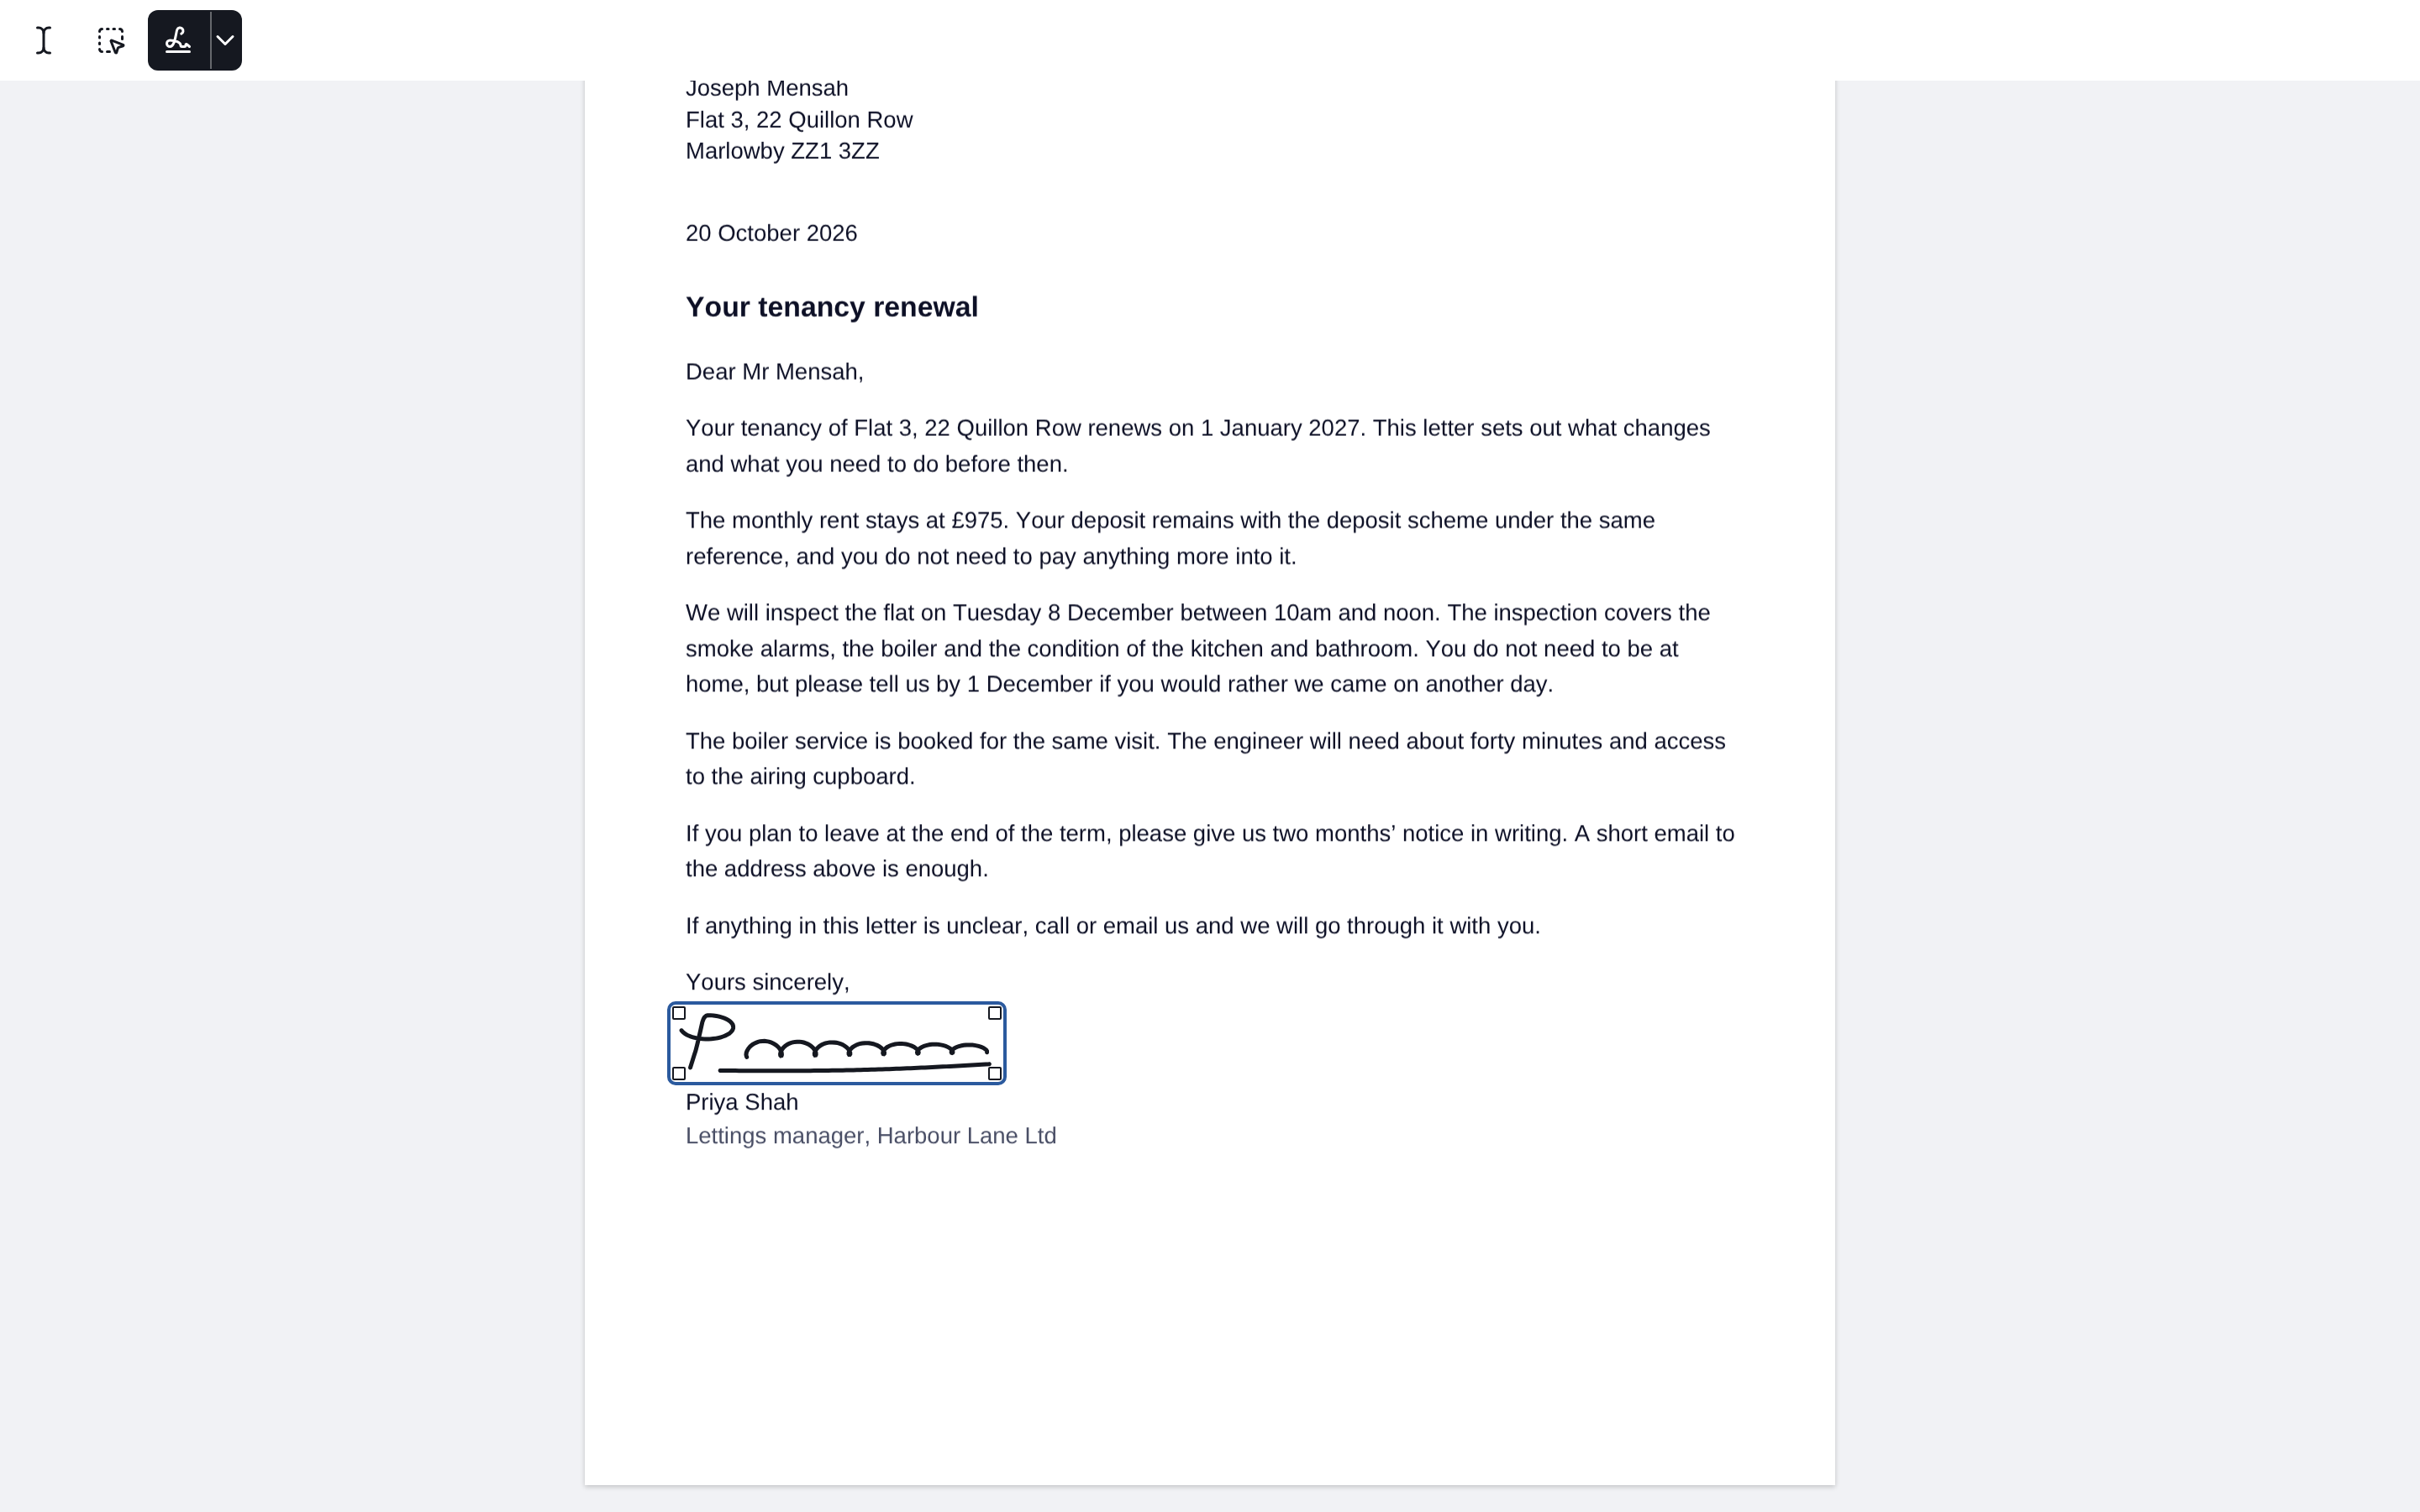 Joseph Mensah
Flat 3, 22 Quillon Row
Marlowby ZZ1 3ZZ
20 October 2026
Your tenancy renewal
Dear Mr Mensah,
Your tenancy of Flat 3, 22 Quillon Row renews on 1 January 2027. This letter sets out what changes
and what you need to do before then.
The monthly rent stays at £975. Your deposit remains with the deposit scheme under the same
reference, and you do not need to pay anything more into it.
We will inspect the flat on Tuesday 8 December between 10am and noon. The inspection covers the
smoke alarms, the boiler and the condition of the kitchen and bathroom. You do not need to be at
home, but please tell us by 1 December if you would rather we came on another day.
The boiler service is booked for the same visit. The engineer will need about forty minutes and access
to the airing cupboard.
If you plan to leave at the end of the term, please give us two months’ notice in writing. A short email to
the address above is enough.
If anything in this letter is unclear, call or email us and we will go through it with you.
Yours sincerely,
Priya Shah
Lettings manager, Harbour Lane Ltd